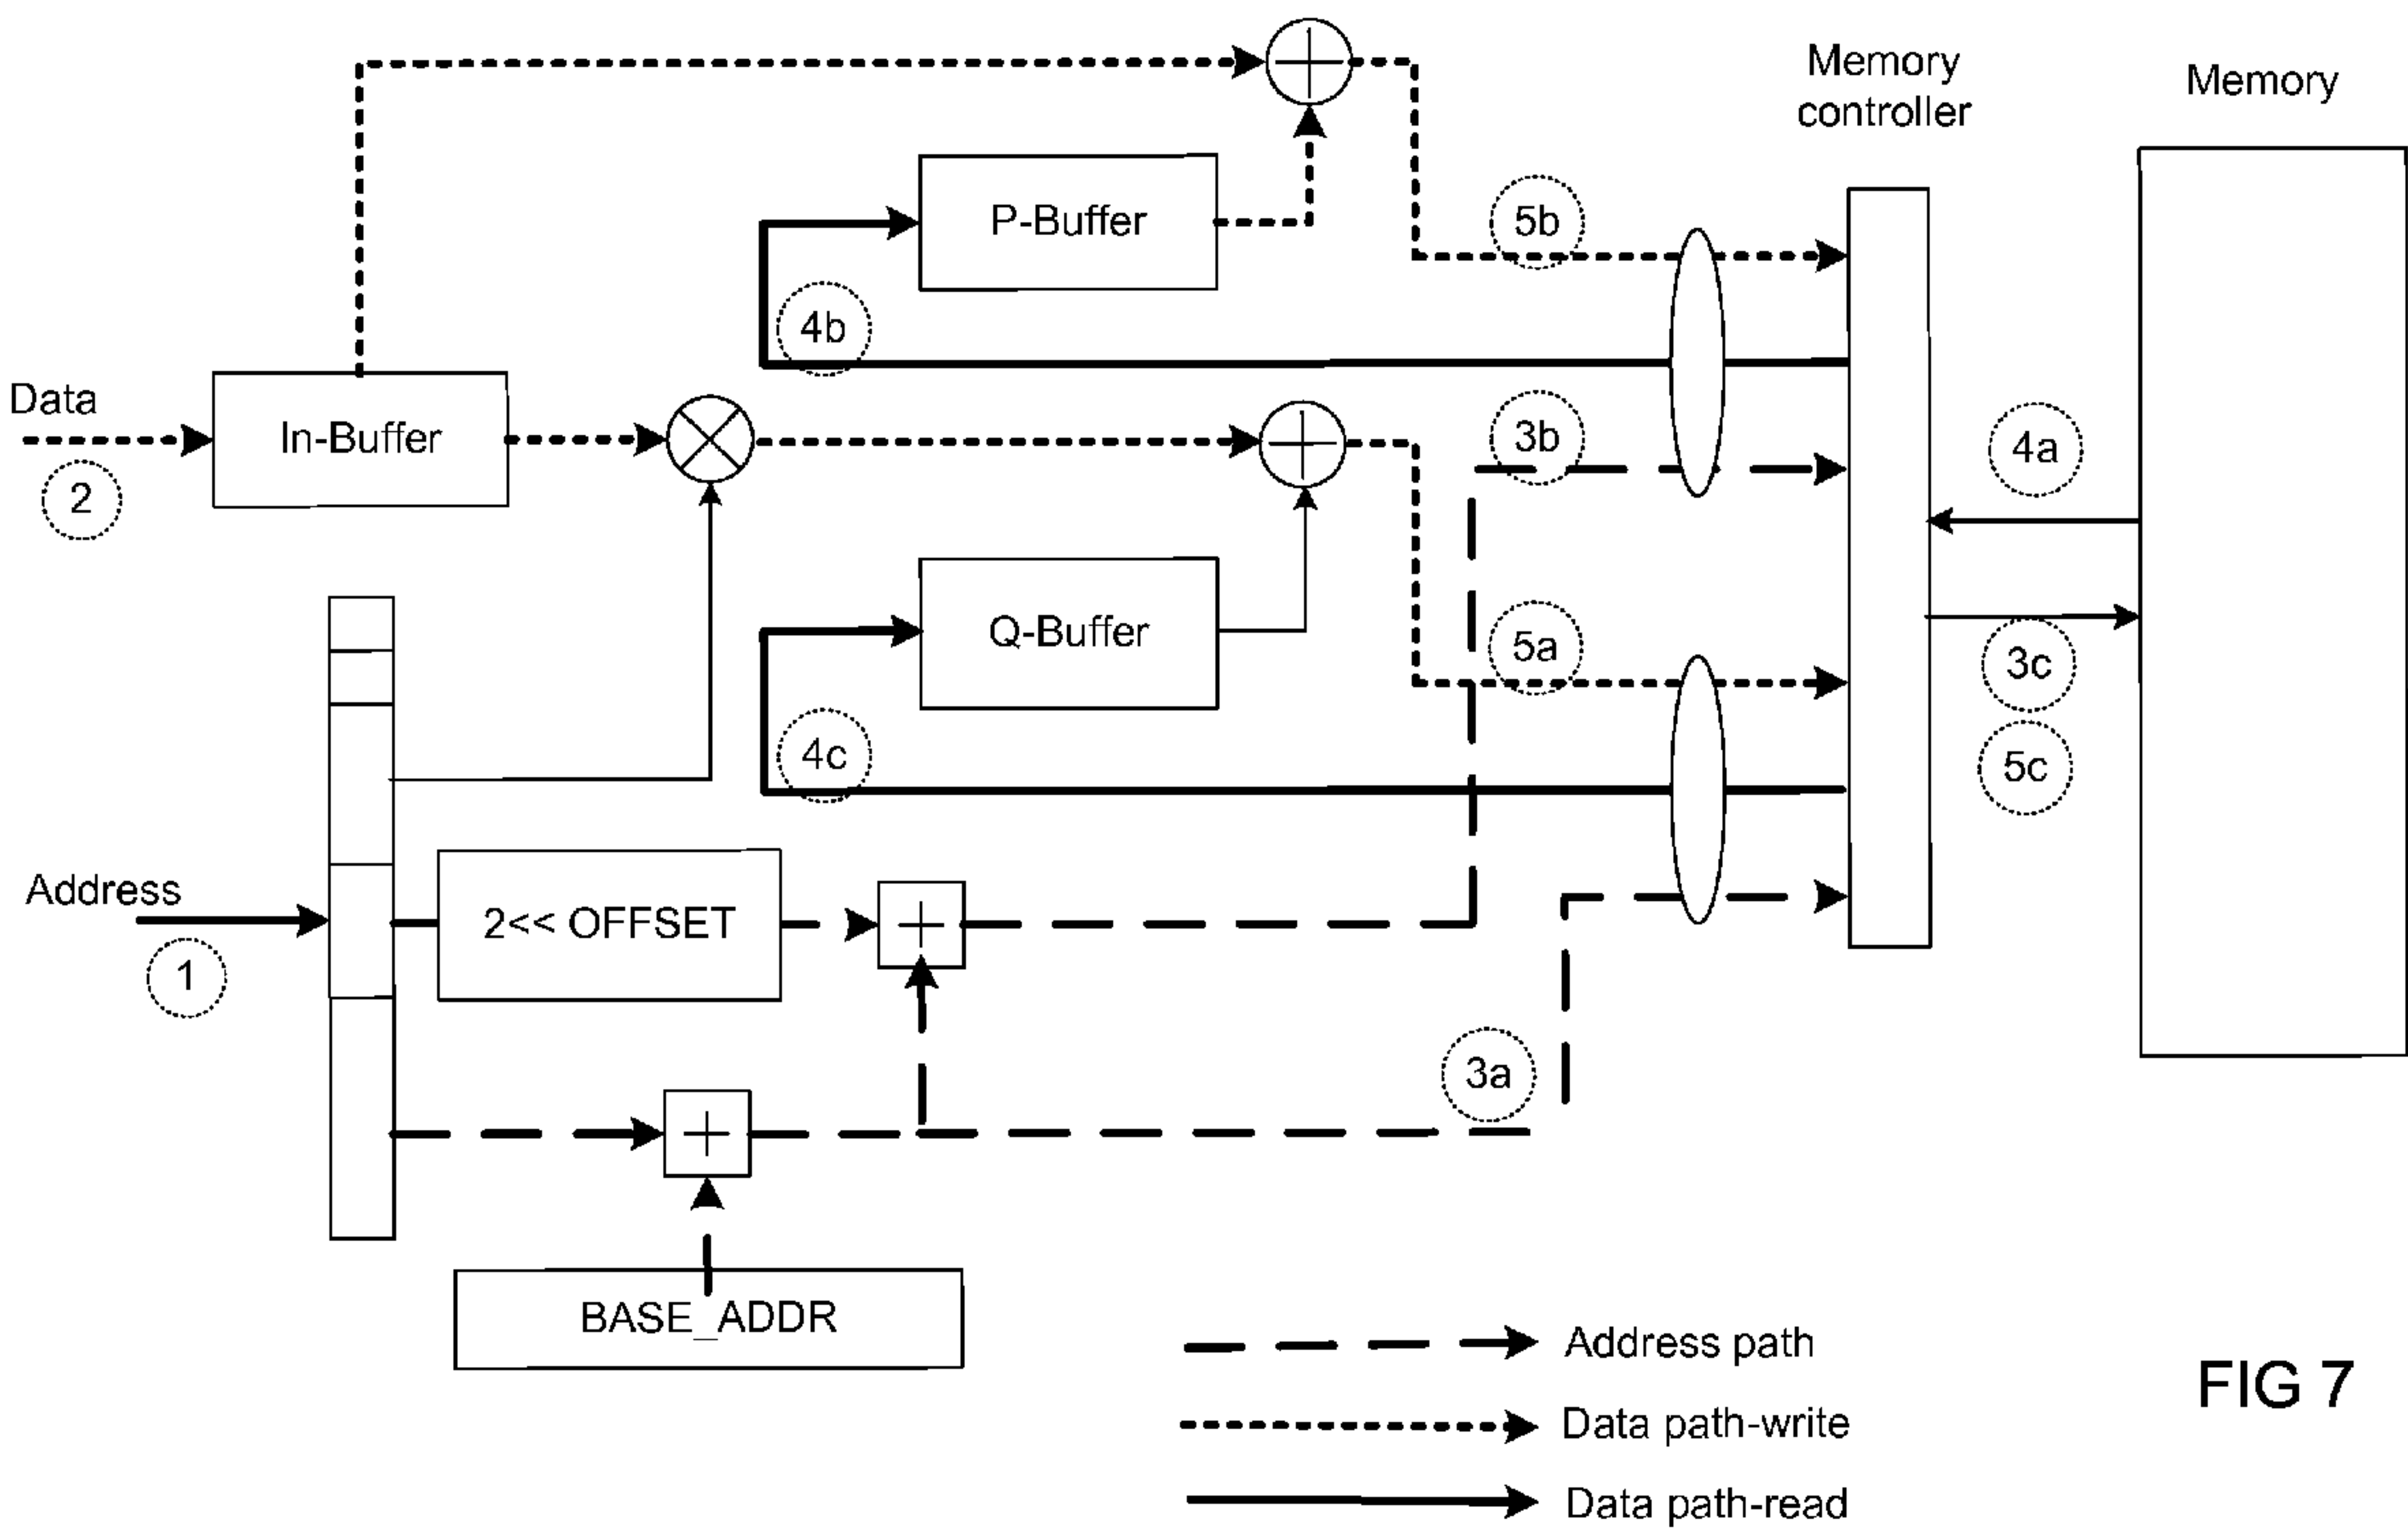 Memory
controller
Memory
P-Buffer
5b
4b
Data
In-Buffer
2
3b
4a
Q-Buffer
5a
3c
4c
5c
Address
2<< OFFSET
1
3a
BASE_ADDR
Address path
Data path-write
Data path-read
FIG 7